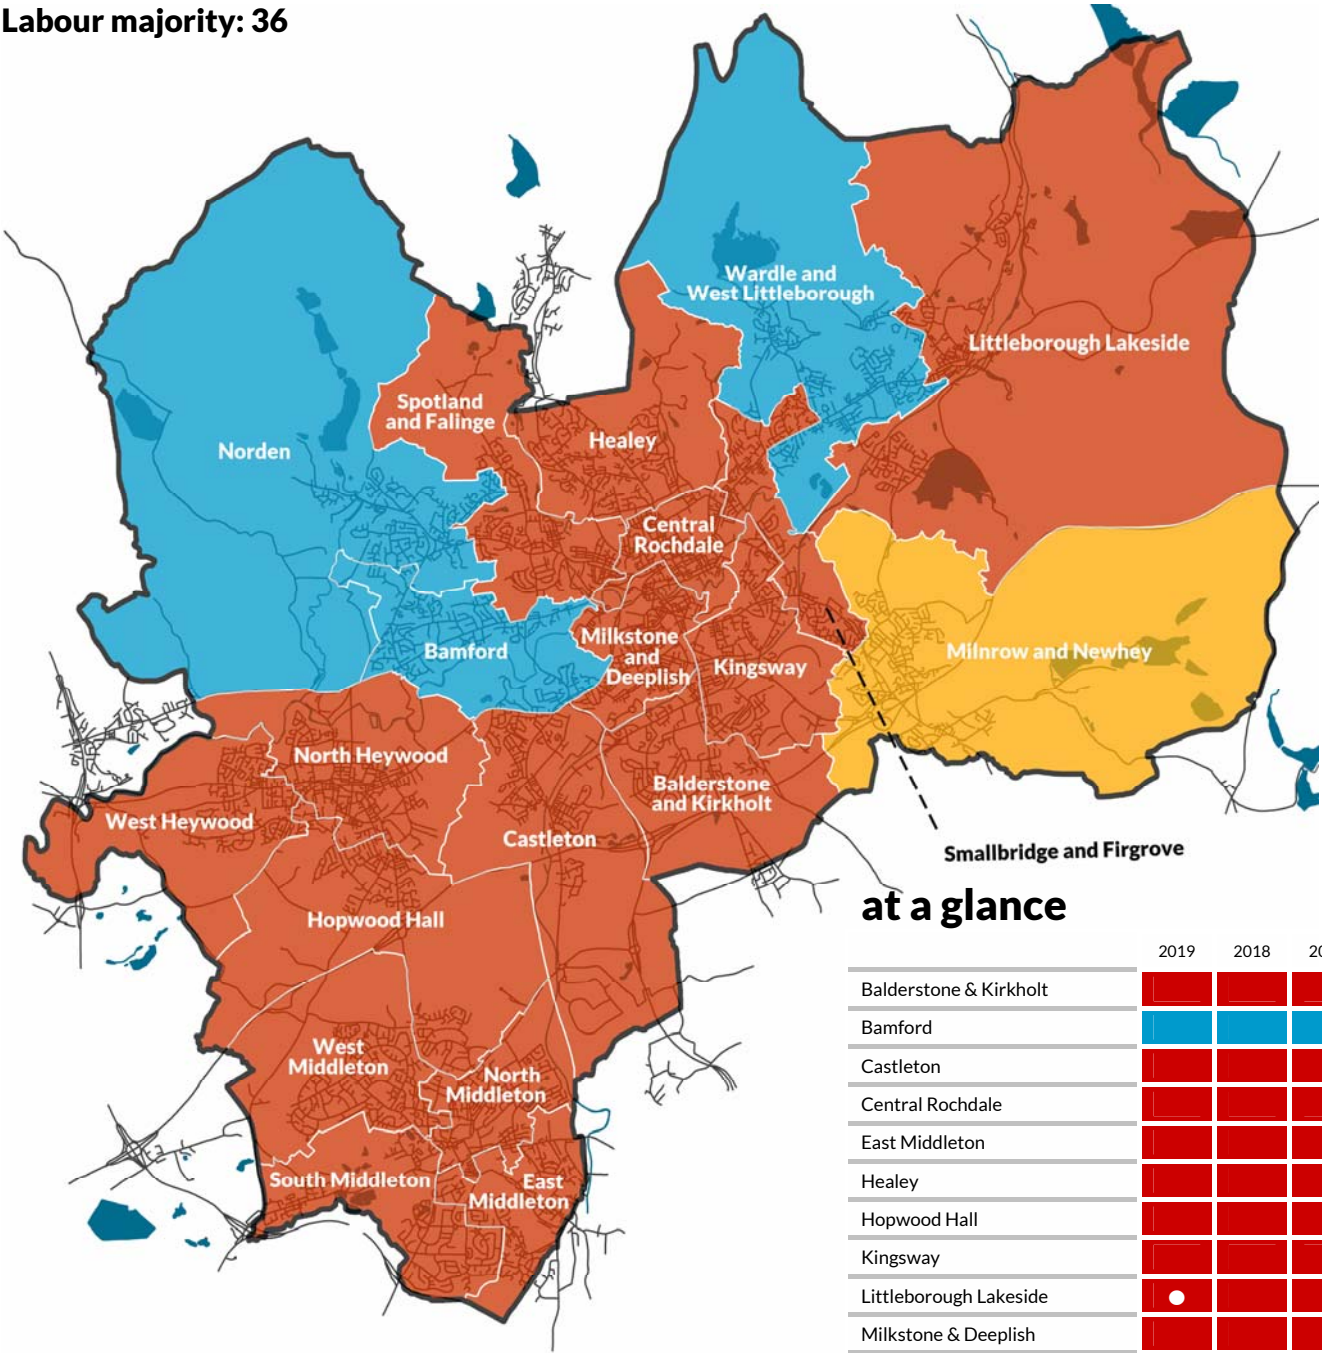 Labour majority: 36
Wardle and
West Littleborough
Littleborough Lakeside
Spotland
and Falinge
Healey
Norden
Central
Rochdale
Milkstone
and
Deeplish
Bamford
Kingsway
Milnrow and Newhey
North Heywood
Balderstone
and Kirkholt
West Heywood
Castleton
Smallbridge and Firgrove
Hopwood Hall
West
Middleton
North
Middleton
South Middleton
East
Middleton
at a glance
2019 2018 20
Balderstone & Kirkholt
Bamford
Castleton
Central Rochdale
East Middleton
Healey
Hopwood Hall
Kingsway
Littleborough Lakeside
Milkstone & Deeplish